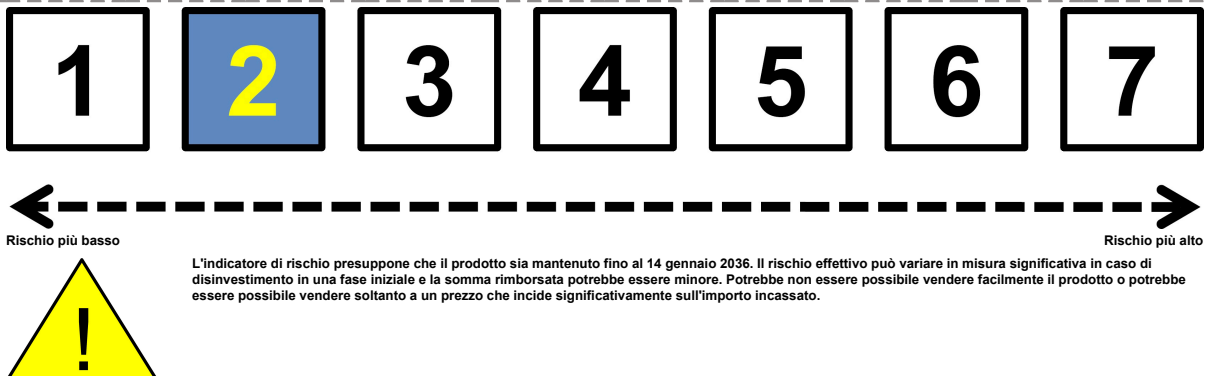 1 2 3 4 5 6 7
Rischio più basso Rischio più alto
L'indicatore di rischio presuppone che il prodotto sia mantenuto fino al 14 gennaio 2036. Il rischio effettivo può variare in misura significativa in caso di
disinvestimento in una fase iniziale e la somma rimborsata potrebbe essere minore. Potrebbe non essere possibile vendere facilmente il prodotto o potrebbe
essere possibile vendere soltanto a un prezzo che incide significativamente sull'importo incassato.
!